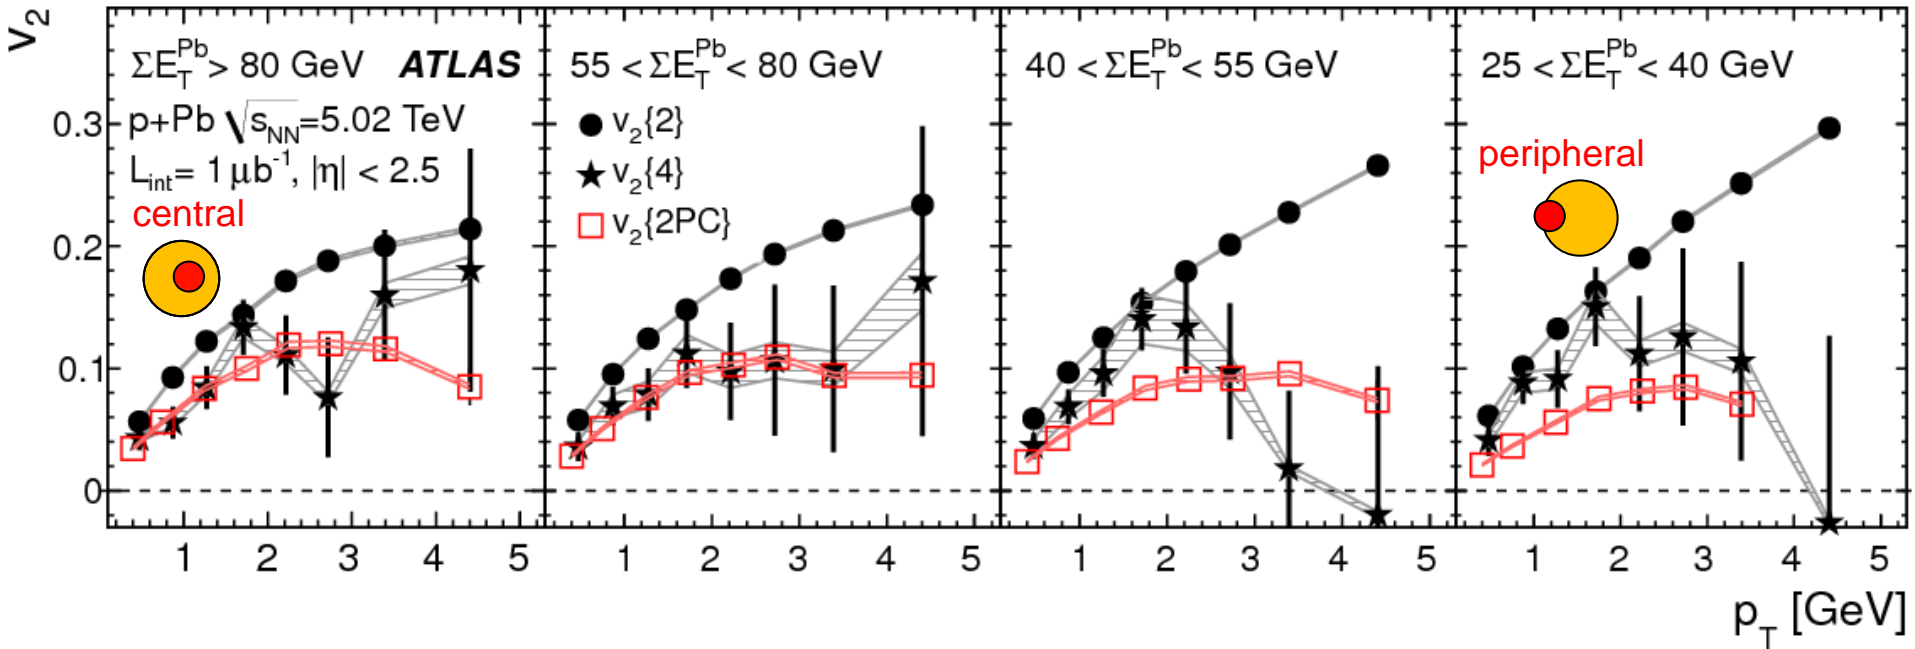 v₂
ΣE_T^Pb > 80 GeV ATLAS
p+Pb √s_NN=5.02 TeV
L_int= 1 μb⁻¹, |η| < 2.5
central
55 < ΣE_T^Pb < 80 GeV
v₂{2}
v₂{4}
v₂{2PC}
40 < ΣE_T^Pb < 55 GeV
25 < ΣE_T^Pb < 40 GeV
peripheral
0.3
0.2
0.1
0
1 2 3 4 5 1 2 3 4 5 1 2 3 4 5 1 2 3 4 5
p_T [GeV]